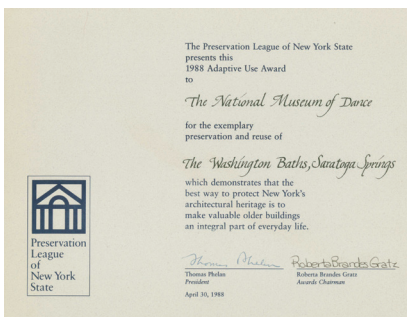 The Preservation League of New York State
presents this
1988 Adaptive Use Award
to
The National Museum of Dance
for the exemplary
preservation and reuse of
The Washington Baths, Saratoga Springs
which demonstrates that the
best way to protect New York's
architectural heritage is to
make valuable older buildings
an integral part of everyday life.
Preservation
League
of
New York
State
Thomas Phelan Roberta Brandes Gratz
Thomas Phelan Roberta Brandes Gratz
President Awards Chairman
April 30, 1988